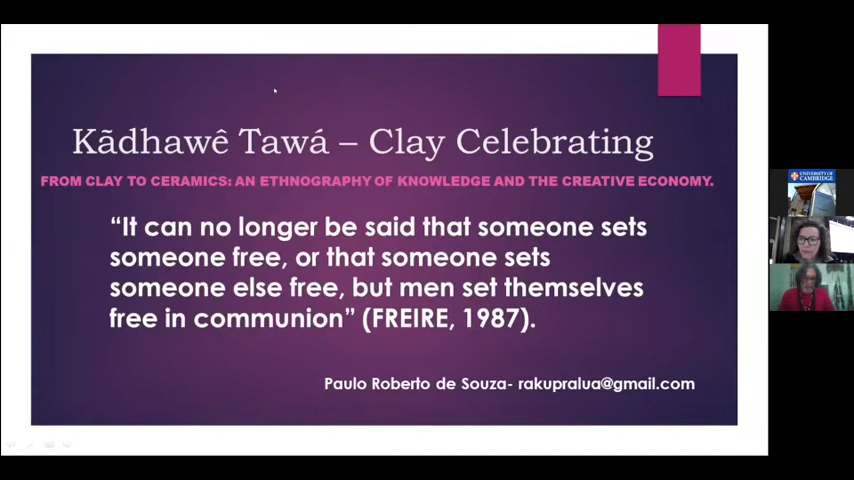 Kãdhawê Tawá – Clay Celebrating
FROM CLAY TO CERAMICS: AN ETHNOGRAPHY OF KNOWLEDGE AND THE CREATIVE ECONOMY.
“It can no longer be said that someone sets
someone free, or that someone sets
someone else free, but men set themselves
free in communion” (FREIRE, 1987).
Paulo Roberto de Souza- rakupralua@gmail.com
UNIVERSITY OF
CAMBRIDGE